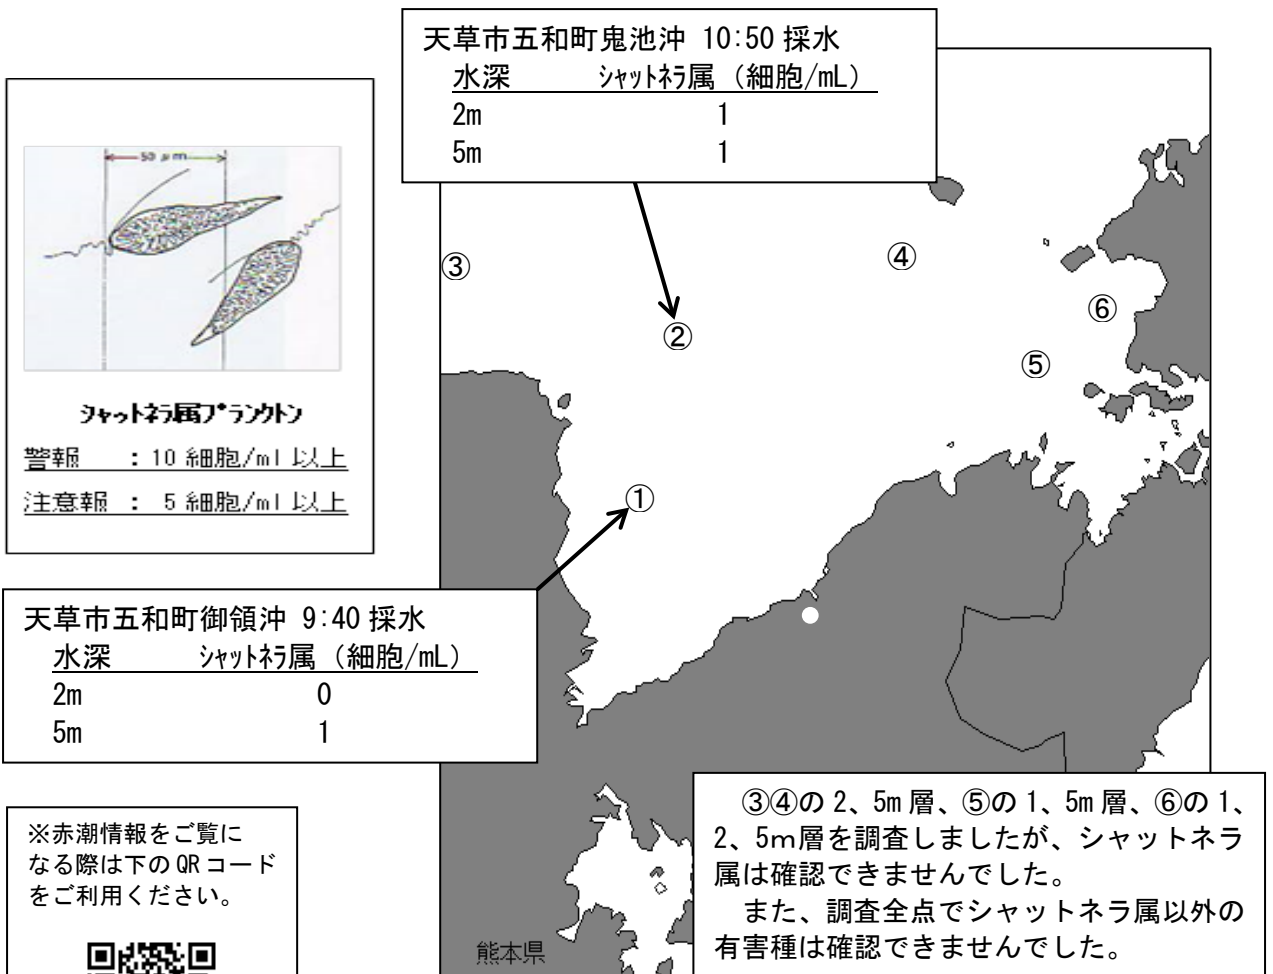 天草市五和町鬼池沖 10:50 採水
水深 ｼｬｯﾄﾈﾗ属 （細胞/mL）
2m 1
5m 1
50 μm
ｼｬｯﾄﾈﾗ属ﾌﾟﾗﾝｸﾄﾝ
警報 ：10 細胞/ml 以上
注意報 ： 5 細胞/ml 以上
③
④
②
⑥
⑤
①
天草市五和町御領沖 9:40 採水
水深 ｼｬｯﾄﾈﾗ属 （細胞/mL）
2m 0
5m 1
※赤潮情報をご覧に
なる際は下の QR コード
をご利用ください。
熊本県
③④の 2、5m 層、⑤の 1、5m 層、⑥の 1、
2、5ｍ層を調査しましたが、シャットネラ
属は確認できませんでした。
また、調査全点でシャットネラ属以外の
有害種は確認できませんでした。